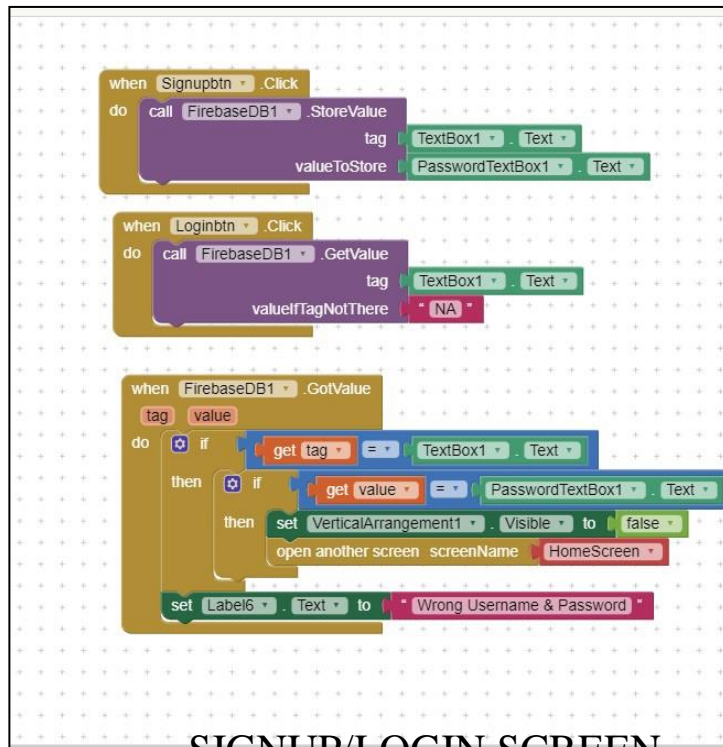 when Signupbtn .Click
do call FirebaseDB1 .StoreValue
tag TextBox1 . Text
valueToStore PasswordTextBox1 . Text
when Loginbtn .Click
do call FirebaseDB1 .GetValue
tag TextBox1 . Text
valueIfTagNotThere " NA "
when FirebaseDB1 .GotValue
tag value
do if get tag = TextBox1 . Text
then if get value = PasswordTextBox1 . Text
then set VerticalArrangement1 . Visible to false
open another screen screenName HomeScreen
set Label6 . Text to " Wrong Username & Password "
SIGNUP/LOGIN SCREEN